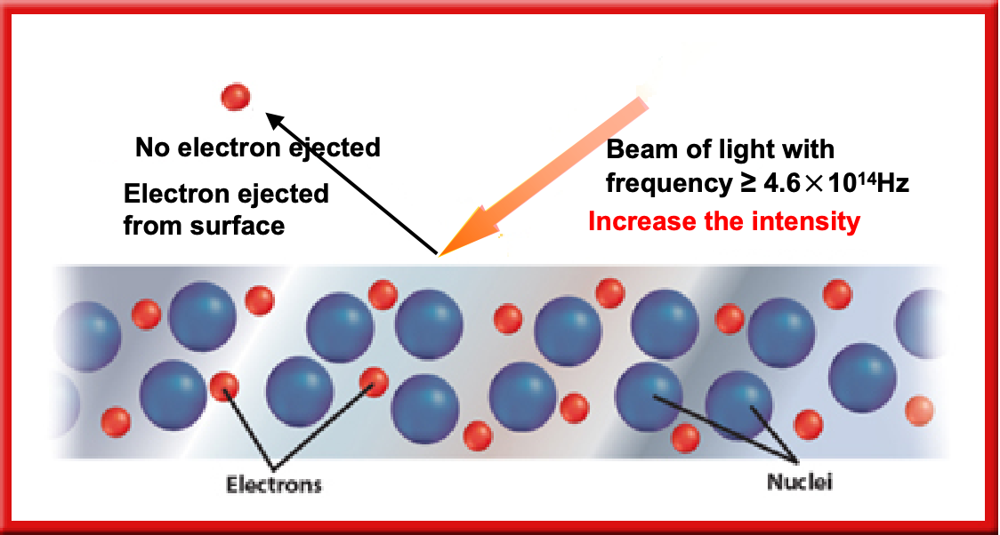 No electron ejected
Electron ejected
from surface
Beam of light with
frequency ≥ 4.6×10¹⁴Hz
Increase the intensity
Electrons
Nuclei